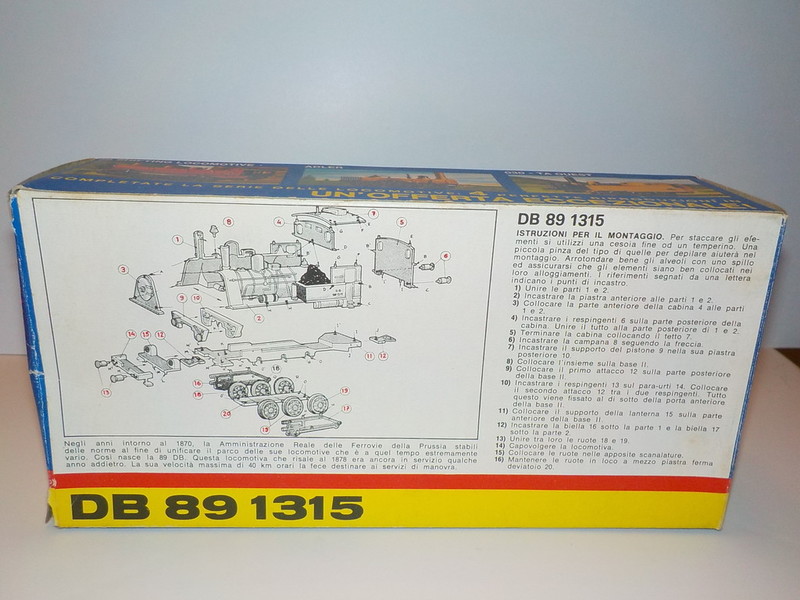 ADLER
COMPLETATE LA SERIE DELLE LOCOMOTIVE
UN'OFFERTA
DB 89 1315
ISTRUZIONI PER IL MONTAGGIO. Per staccare gli ele-
menti si utilizzi una cesoia fine od un temperino. Una
piccola pinza del tipo di quelle per depilare aiuterà nel
montaggio. Arrotondare bene gli alveoli con uno spillo
ed assicurarsi che gli elementi siano ben collocati nei
loro alloggiamenti. I riferimenti segnati da una lettera
indicano i punti di incastro.
1) Unire le parti 1 e 2.
2) Incastrare la piastra anteriore alle parti 1 e 2.
3) Collocare la parte anteriore della cabina 4 alle parti
1 e 2.
4) Incastrare i respingenti 6 sulla parte posteriore della
cabina. Unire il tutto alla parte posteriore di 1 e 2.
5) Terminare la cabina collocando il tetto 7.
6) Incastrare la campana 8 seguendo la freccia.
7) Incastrare il supporto del pistone 9 nella sua piastra
posteriore 10.
8) Collocare l'insieme sulla base II.
9) Collocare il primo attacco 12 sulla parte posteriore
della base II.
10) Incastrare i respingenti 13 sul para-urti 14. Collocare
il secondo attacco 12 tra i due respingenti. Tutto
questo viene fissato al di sotto della porta anteriore
della base II.
11) Collocare il supporto della lanterna 15 sulla parte
anteriore della base II.
12) Incastrare la biella 16 sotto la parte 1 e la biella 17
sotto la parte 2.
13) Unire tra loro le ruote 18 e 19.
14) Capovolgere la locomotiva.
15) Collocare le ruote nelle apposite scanalature.
16) Mantenere le ruote in loco a mezzo piastra ferma
deviatoio 20.
Negli anni intorno al 1870, la Amministrazione Reale delle Ferrovie della Prussia stabilì
delle norme al fine di unificare il parco delle sue locomotive che è a quel tempo estremamente
vario. Così nasce la 89 DB. Questa locomotiva che risale al 1878 era ancora in servizio qualche
anno addietro. La sua velocità massima di 40 km orari la fece destinare ai servizi di manovra.
DB 89 1315